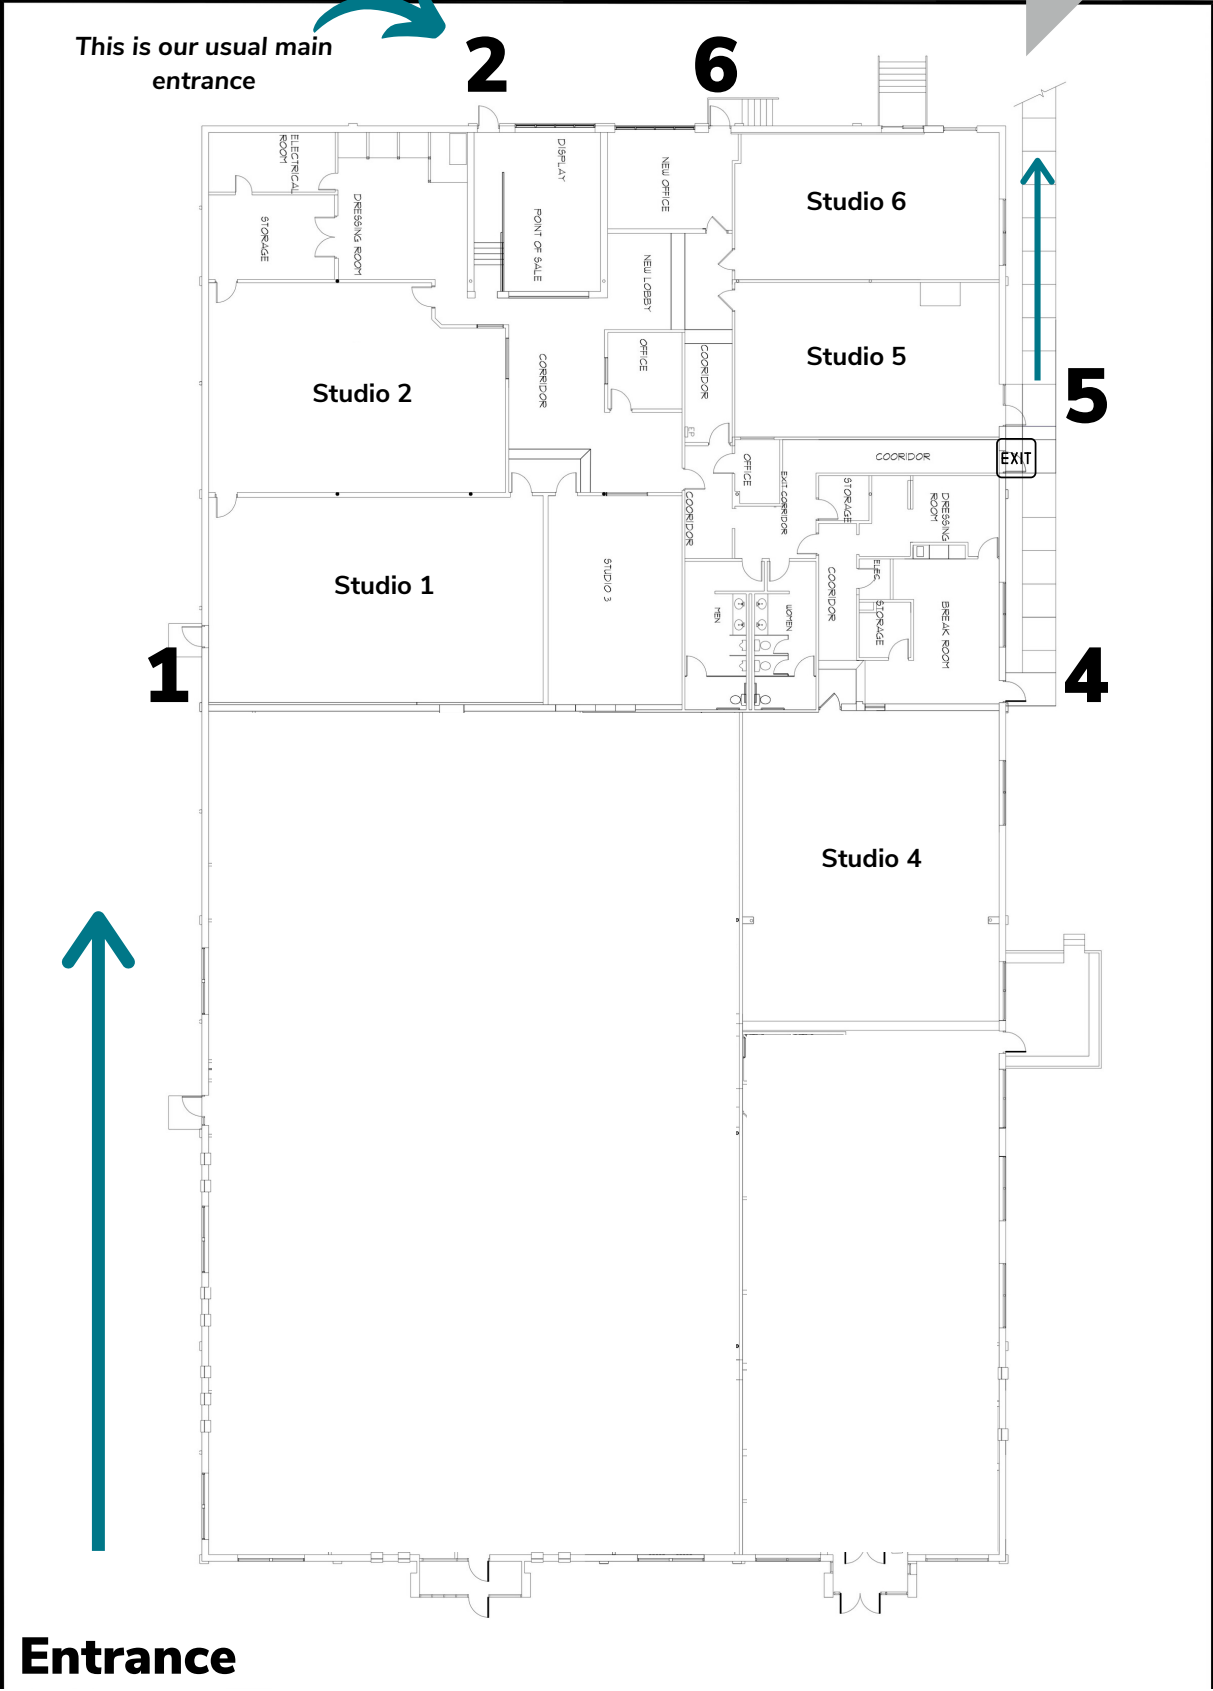 This is our usual main
entrance
2
6
ELECTRICAL
ROOM
STORAGE
DRESSING ROOM
DISPLAY
POINT OF SALE
NEW OFFICE
NEW LOBBY
Studio 6
Studio 5
Studio 2
CORRIDOR
OFFICE
COORIDOR
EP
5
OFFICE
EXIT CORRIDOR
COORIDOR
EXIT
COORIDOR
STORAGE
DRESSING
ROOM
Studio 1
STUDIO 3
MEN
WOMEN
COORIDOR
ELEC.
STORAGE
BREAK ROOM
1
4
Studio 4
Entrance